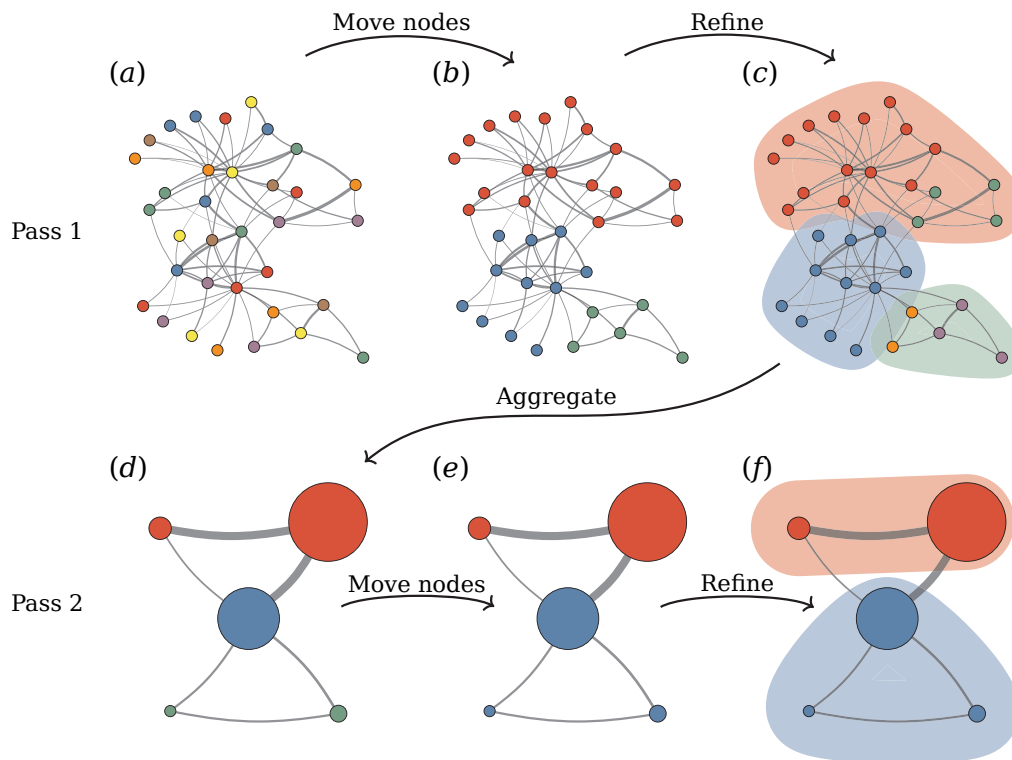 Move nodes
Refine
(a)
(b)
(c)
Pass 1
Aggregate
(d)
(e)
(f)
Move nodes
Refine
Pass 2